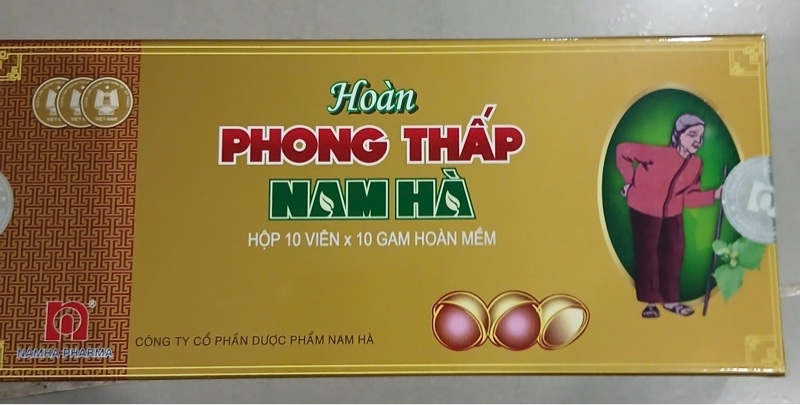 Hoàn
PHONG THẤP
NAM HÀ
HỘP 10 VIÊN x 10 GAM HOÀN MỀM
n ®
NAMHA PHARMA
CÔNG TY CỔ PHẦN DƯỢC PHẨM NAM HÀ